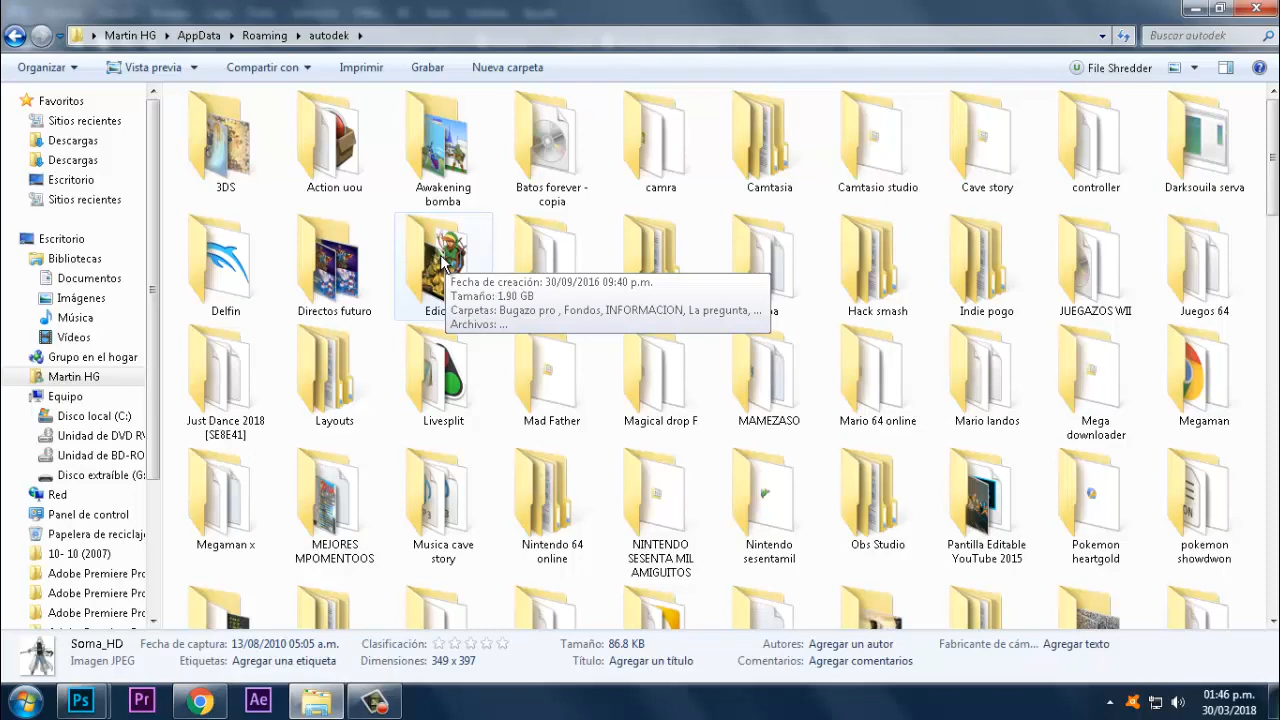 Martin HG ▸ AppData ▸ Roaming ▸ autodek ▸
Buscar autodek
Organizar Vista previa Compartir con Imprimir Grabar Nueva carpeta File Shredder
Favoritos
Sitios recientes
Descargas
Descargas
Escritorio
Sitios recientes
Escritorio
Bibliotecas
Documentos
Imágenes
Música
Vídeos
Grupo en el hogar
Martin HG
Equipo
Disco local (C:)
Unidad de DVD RV
Unidad de BD-RO
Disco extraíble (G:
Red
Panel de control
Papelera de reciclaj
10- 10 (2007)
Adobe Premiere Prc
Adobe Premiere Prc
Adobe Premiere Prc
3DS
Action uou
Awakening
bomba
Batos forever -
copia
camra
Camtasia
Camtasio studio
Cave story
controller
Darksouila serva
Delfin
Directos futuro
Fecha de creación: 30/09/2016 09:40 p.m.
Tamaño: 1.90 GB
Carpetas: Bugazo pro , Fondos, INFORMACION, La pregunta, ...
Archivos: ...
Hack smash
Indie pogo
JUEGAZOS WII
Juegos 64
Just Dance 2018
[SE8E41]
Layouts
Livesplit
Mad Father
Magical drop F
MAMEZASO
Mario 64 online
Mario landos
Mega
downloader
Megaman
Megaman x
MEJORES
MPOMENTOOS
Musica cave
story
Nintendo 64
online
NINTENDO
SESENTA MIL
AMIGUITOS
Nintendo
sesentamil
Obs Studio
Pantilla Editable
YouTube 2015
Pokemon
heartgold
pokemon
showdwon
Soma_HD Fecha de captura: 13/08/2010 05:05 a.m. Clasificación: Tamaño: 86.8 KB Autores: Agregar un autor Fabricante de cám... Agregar texto
Imagen JPEG Etiquetas: Agregar una etiqueta Dimensiones: 349 x 397 Título: Agregar un título Comentarios: Agregar comentarios
Ps Pr Ae
01:46 p.m.
30/03/2018